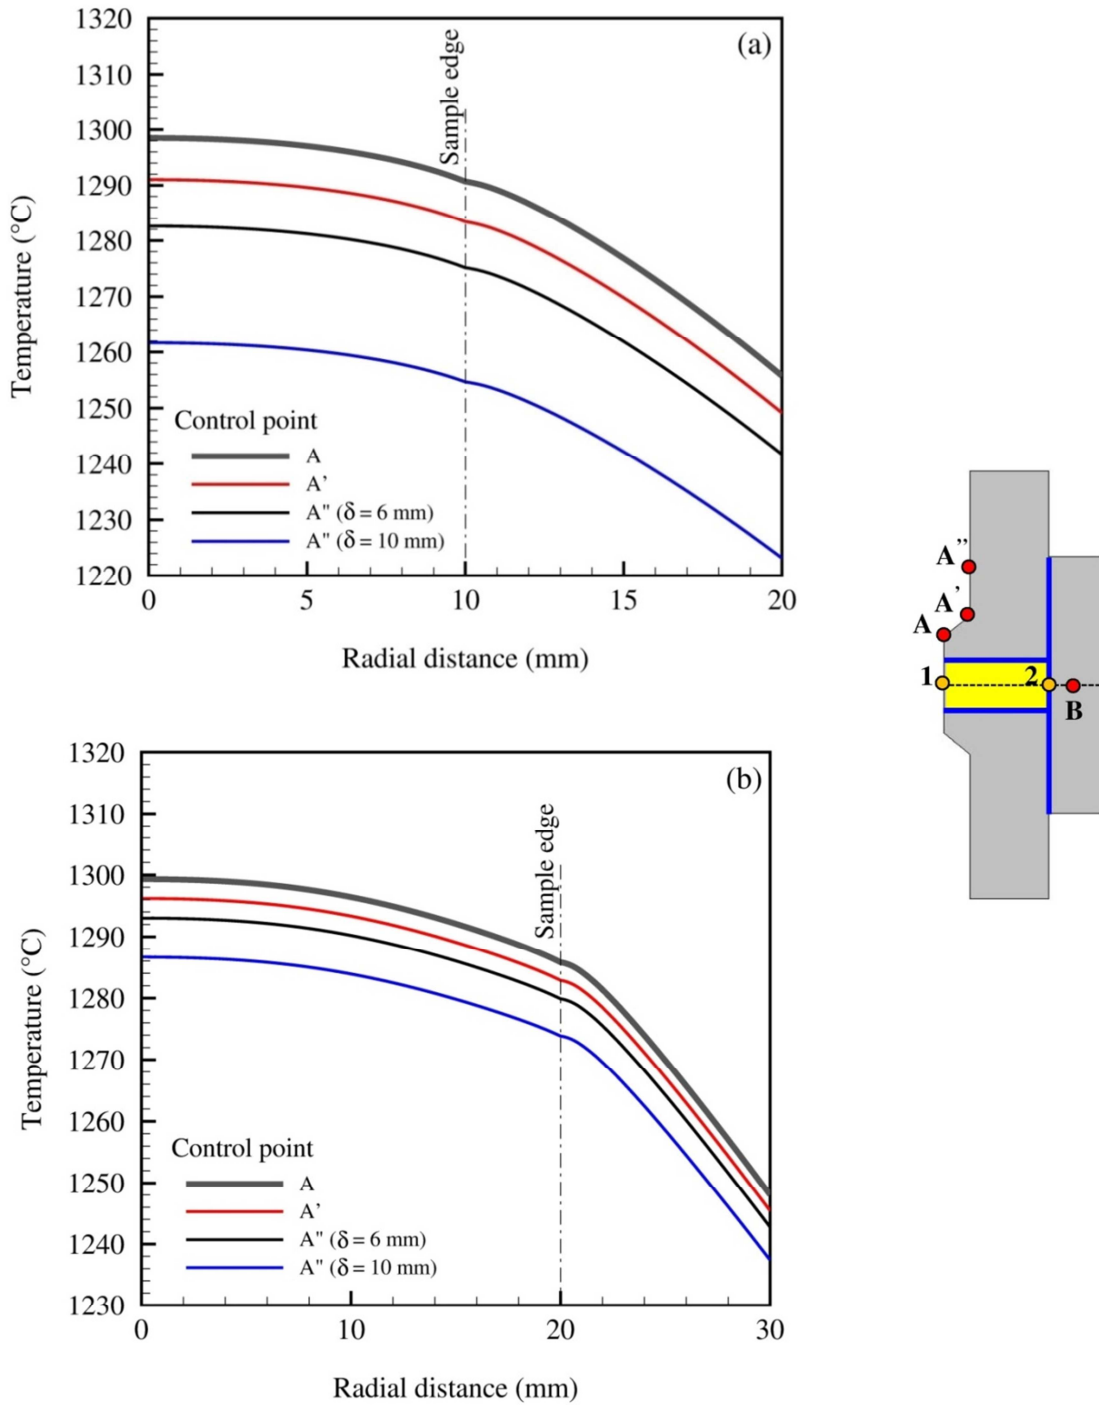 (a)
1320
1310
1300
1290
1280
1270
1260
1250
1240
1230
1220
Temperature (°C)
Sample edge
Control point
A
A'
A" (δ = 6 mm)
A" (δ = 10 mm)
0 5 10 15 20
Radial distance (mm)
A"
A'
A
1 2
B
(b)
1320
1310
1300
1290
1280
1270
1260
1250
1240
1230
Temperature (°C)
Sample edge
Control point
A
A'
A" (δ = 6 mm)
A" (δ = 10 mm)
0 10 20 30
Radial distance (mm)